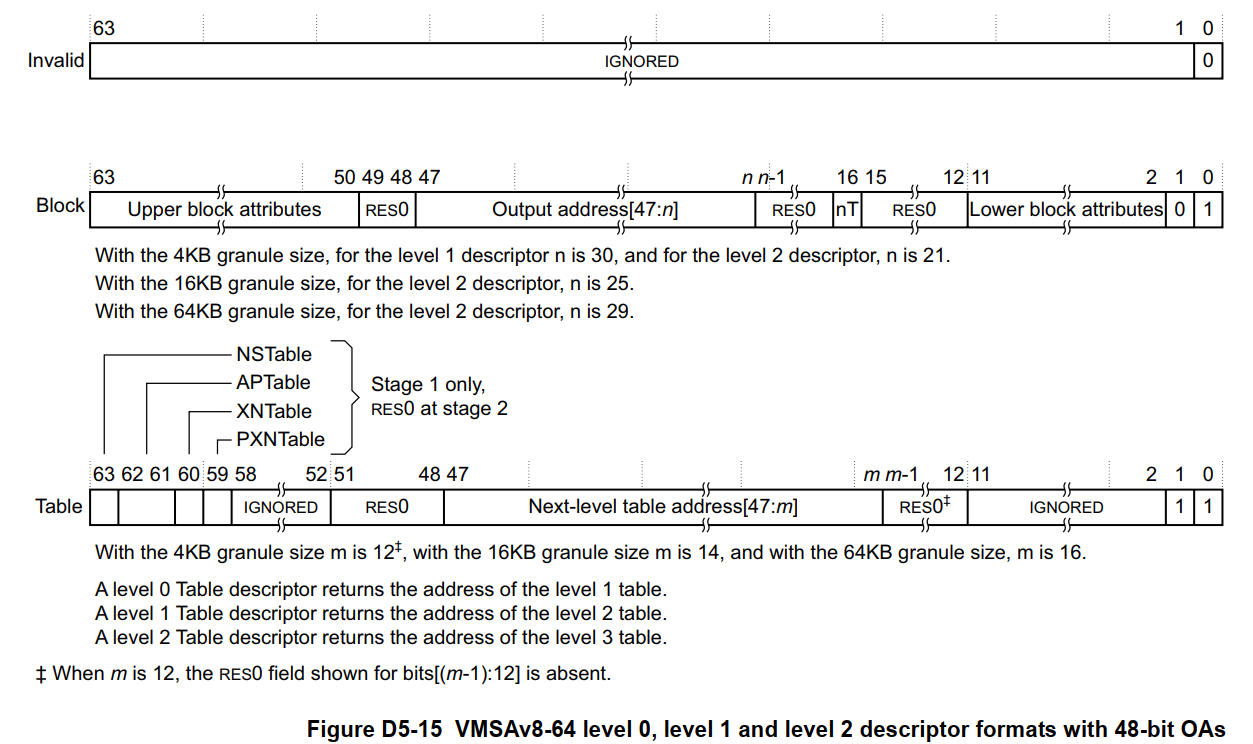 63 1 0
Invalid IGNORED 0
63 50 49 48 47 n n-1 16 15 12 11 2 1 0
Block Upper block attributes RES0 Output address[47:n] RES0 nT RES0 Lower block attributes 0 1
With the 4KB granule size, for the level 1 descriptor n is 30, and for the level 2 descriptor, n is 21.
With the 16KB granule size, for the level 2 descriptor, n is 25.
With the 64KB granule size, for the level 2 descriptor, n is 29.
NSTable
APTable
XNTable
PXNTable
Stage 1 only,
RES0 at stage 2
63 62 61 60 59 58 52 51 48 47 m m-1 12 11 2 1 0
Table IGNORED RES0 Next-level table address[47:m] RES0‡ IGNORED 1 1
With the 4KB granule size m is 12‡, with the 16KB granule size m is 14, and with the 64KB granule size, m is 16.
A level 0 Table descriptor returns the address of the level 1 table.
A level 1 Table descriptor returns the address of the level 2 table.
A level 2 Table descriptor returns the address of the level 3 table.
‡ When m is 12, the RES0 field shown for bits[(m-1):12] is absent.
Figure D5-15 VMSAv8-64 level 0, level 1 and level 2 descriptor formats with 48-bit OAs